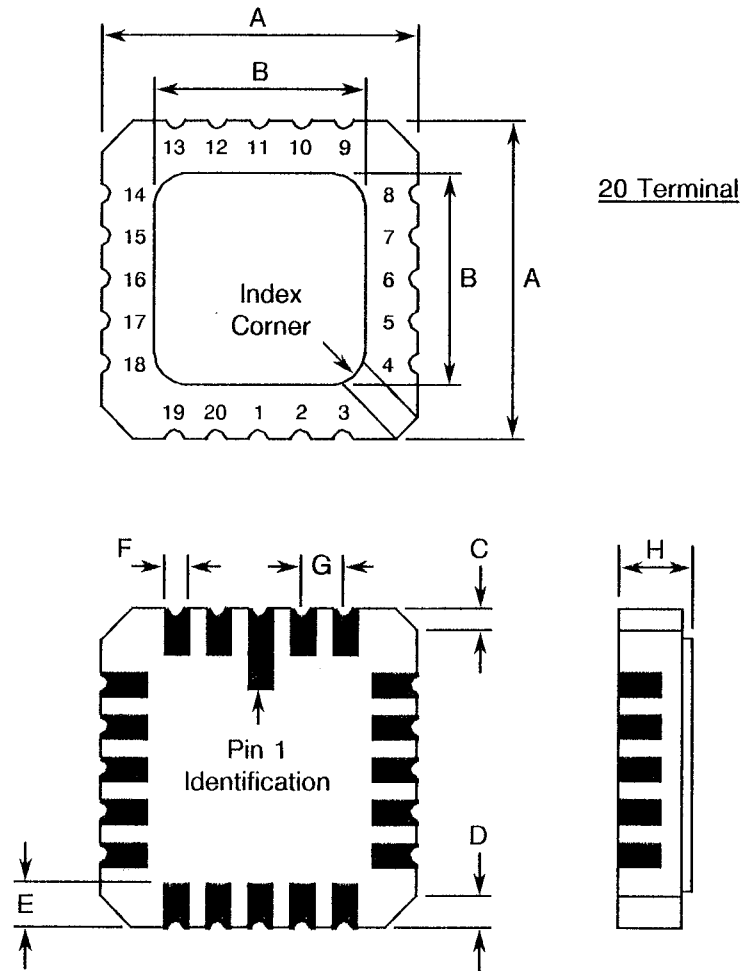 A
B
13 12 11 10 9
20 Terminal
14 8
15 7
16 6
B A
Index
Corner
17 5
18 4
19 20 1 2 3
F G C H
Pin 1
Identification
D
E